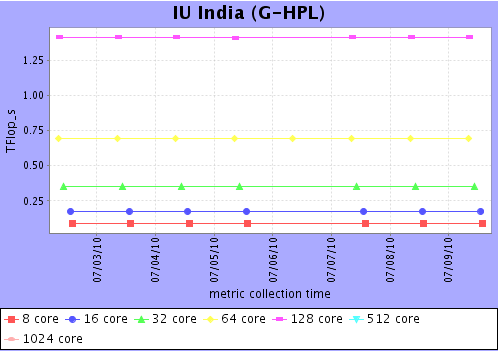 IU India (G-HPL)
TFlop_s
1.25
1.00
0.75
0.50
0.25
07/03/10
07/04/10
07/05/10
07/06/10
07/07/10
07/08/10
07/09/10
metric collection time
8 core 16 core 32 core 64 core 128 core 512 core
1024 core